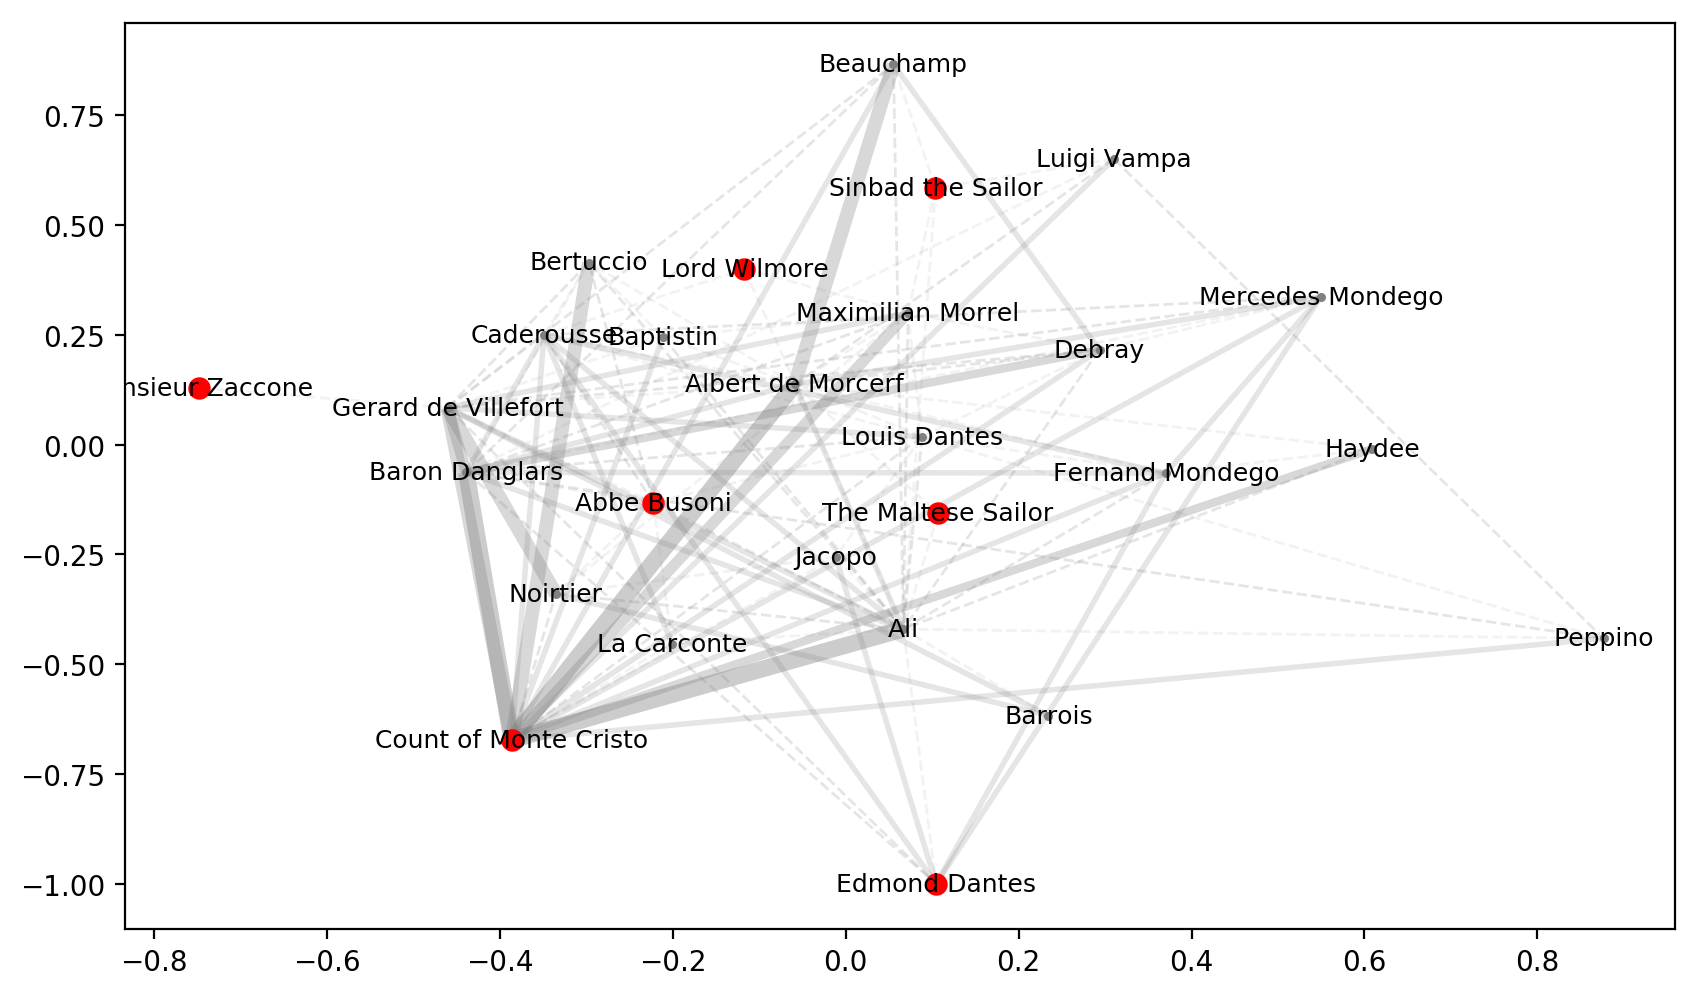 Beauchamp
0.75
Luigi Vampa
Sinbad the Sailor
0.50
Bertuccio
Lord Wilmore
Mercedes Mondego
Maximilian Morrel
0.25
Caderousse
Baptistin
Debray
nsieur Zaccone
Albert de Morcerf
Gerard de Villefort
0.00
Louis Dantes
Haydee
Baron Danglars
Fernand Mondego
Abbe Busoni
The Maltese Sailor
−0.25
Jacopo
Noirtier
Ali
Peppino
−0.50
La Carconte
Barrois
Count of Monte Cristo
−0.75
−1.00
Edmond Dantes
−0.8 −0.6 −0.4 −0.2 0.0 0.2 0.4 0.6 0.8